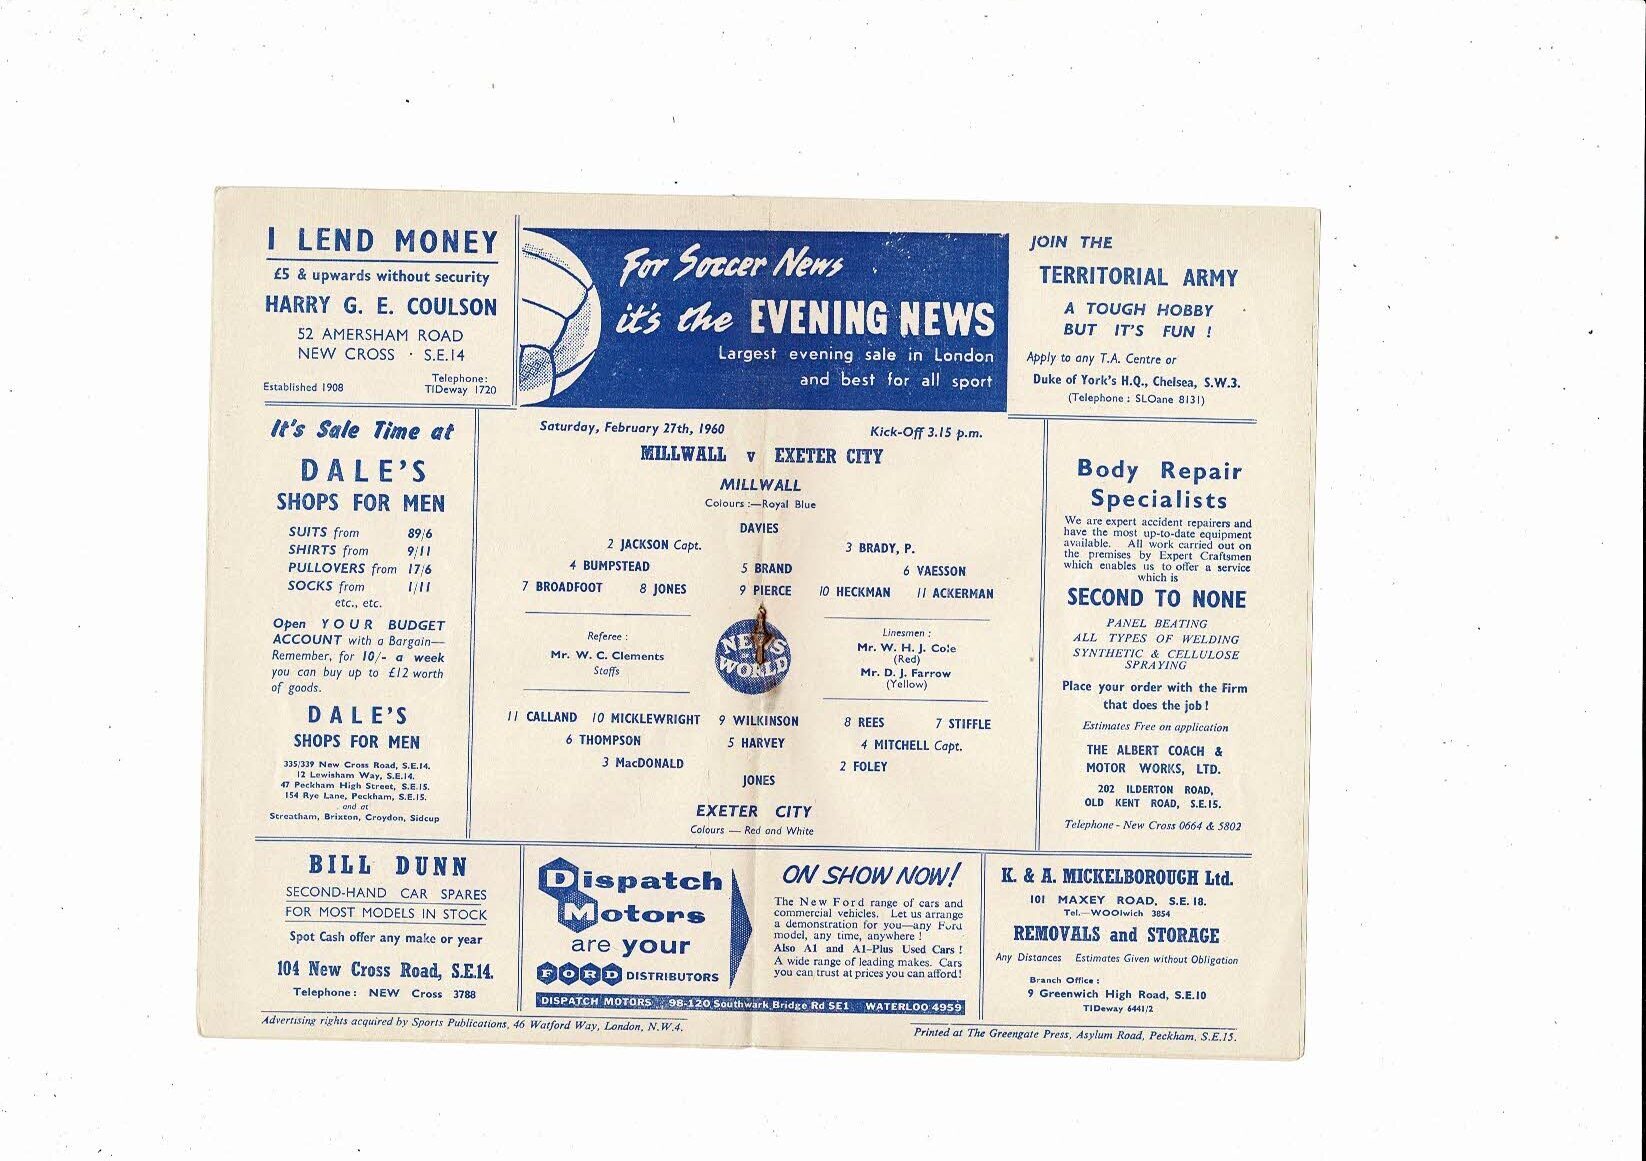 I LEND MONEY
£5 & upwards without security
HARRY G. E. COULSON
52 AMERSHAM ROAD
NEW CROSS · S.E.14
Established 1908
Telephone:
TIDeway 1720
For Soccer News
it's the EVENING NEWS
Largest evening sale in London
and best for all sport
JOIN THE
TERRITORIAL ARMY
A TOUGH HOBBY
BUT IT'S FUN !
Apply to any T.A. Centre or
Duke of York's H.Q., Chelsea, S.W.3.
(Telephone : SLOane 8131)
It's Sale Time at
DALE'S
SHOPS FOR MEN
SUITS from 89/6
SHIRTS from 9/11
PULLOVERS from 17/6
SOCKS from 1/11
etc., etc.
Open YOUR BUDGET
ACCOUNT with a Bargain—
Remember, for 10/- a week
you can buy up to £12 worth
of goods.
DALE'S
SHOPS FOR MEN
335/339 New Cross Road, S.E.14.
12 Lewisham Way, S.E.14.
47 Peckham High Street, S.E.15.
154 Rye Lane, Peckham, S.E.15.
and at
Streatham, Brixton, Croydon, Sidcup
Saturday, February 27th, 1960 Kick-Off 3.15 p.m.
MILLWALL v EXETER CITY
MILLWALL
Colours :—Royal Blue
DAVIES
2 JACKSON Capt. 3 BRADY, P.
4 BUMPSTEAD 5 BRAND 6 VAESSON
7 BROADFOOT 8 JONES 9 PIERCE 10 HECKMAN 11 ACKERMAN
Referee :
Mr. W. C. Clements
Staffs
NEWS
OF THE
WORLD
Linesmen :
Mr. W. H. J. Cole
(Red)
Mr. D. J. Farrow
(Yellow)
11 CALLAND 10 MICKLEWRIGHT 9 WILKINSON 8 REES 7 STIFFLE
6 THOMPSON 5 HARVEY 4 MITCHELL Capt.
3 MacDONALD 2 FOLEY
JONES
EXETER CITY
Colours — Red and White
Body Repair
Specialists
We are expert accident repairers and
have the most up-to-date equipment
available. All work carried out on
the premises by Expert Craftsmen
which enables us to offer a service
which is
SECOND TO NONE
PANEL BEATING
ALL TYPES OF WELDING
SYNTHETIC & CELLULOSE
SPRAYING
Place your order with the Firm
that does the job !
Estimates Free on application
THE ALBERT COACH &
MOTOR WORKS, LTD.
202 ILDERTON ROAD,
OLD KENT ROAD, S.E.15.
Telephone - New Cross 0664 & 5802
BILL DUNN
SECOND-HAND CAR SPARES
FOR MOST MODELS IN STOCK
Spot Cash offer any make or year
104 New Cross Road, S.E.14.
Telephone: NEW Cross 3788
Dispatch
Motors
are your
FORD DISTRIBUTORS
ON SHOW NOW!
The New Ford range of cars and
commercial vehicles. Let us arrange
a demonstration for you—any Ford
model, any time, anywhere !
Also A1 and A1-Plus Used Cars !
A wide range of leading makes. Cars
you can trust at prices you can afford!
DISPATCH MOTORS 98-120 Southwark Bridge Rd SE1 WATERLOO 4959
K. & A. MICKELBOROUGH Ltd.
101 MAXEY ROAD, S.E. 18.
Tel.—WOOlwich 3854
REMOVALS and STORAGE
Any Distances Estimates Given without Obligation
Branch Office :
9 Greenwich High Road, S.E.10
TIDeway 6441/2
Advertising rights acquired by Sports Publications, 46 Watford Way, London, N.W.4.
Printed at The Greengate Press, Asylum Road, Peckham, S.E.15.